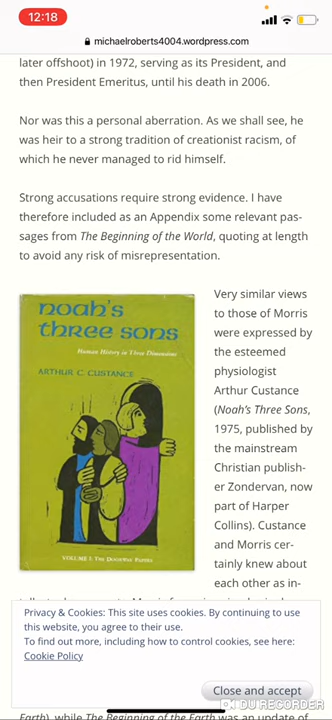 12:18
michaelroberts4004.wordpress.com
later offshoot) in 1972, serving as its President, and
then President Emeritus, until his death in 2006.
Nor was this a personal aberration. As we shall see, he
was heir to a strong tradition of creationist racism, of
which he never managed to rid himself.
Strong accusations require strong evidence. I have
therefore included as an Appendix some relevant pas-
sages from The Beginning of the World, quoting at length
to avoid any risk of misrepresentation.
noah's
three sons
Human History in Three Dimensions
ARTHUR C. CUSTANCE
VOLUME I: THE DOORWAY PAPERS
Very similar views
to those of Morris
were expressed by
the esteemed
physiologist
Arthur Custance
(Noah's Three Sons,
1975, published by
the mainstream
Christian publish-
er Zondervan, now
part of Harper
Collins). Custance
and Morris cer-
tainly knew about
each other as in-
Privacy & Cookies: This site uses cookies. By continuing to use
this website, you agree to their use.
To find out more, including how to control cookies, see here:
Cookie Policy
Close and accept
Earth), while The Beginning of the Earth was an update of
DU RECORDER